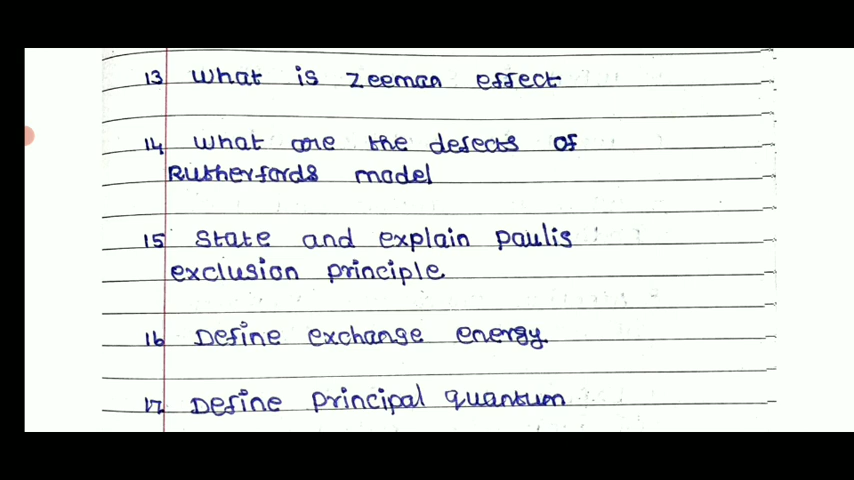 13 What is zeeman effect
14 What are the defects of
Rutherfords model
15 State and explain paulis
exclusion principle
16 Define exchange energy.
17 Define principal quantum